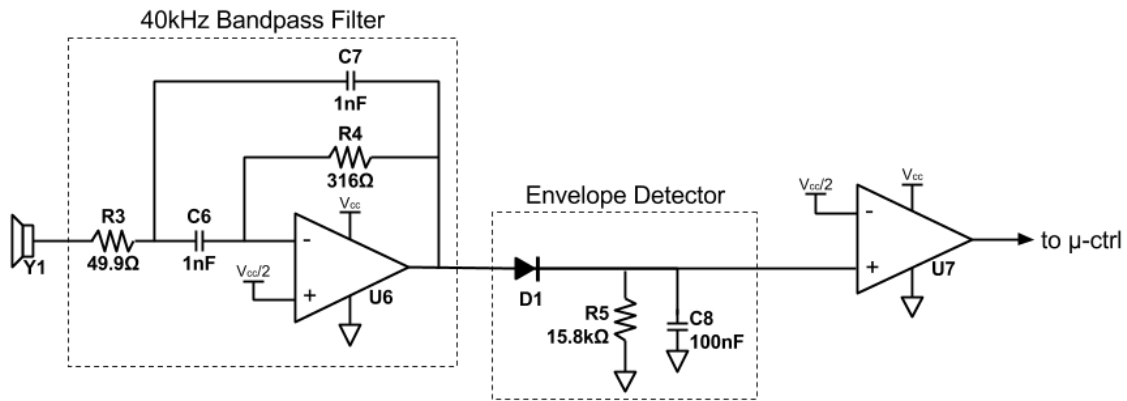 40kHz Bandpass Filter
C7
1nF
R4
316Ω
Envelope Detector
Vcc/2
Vcc
R3
C6
Vcc
-
-
to μ-ctrl
Y1
49.9Ω
1nF
Vcc/2
+
U6
D1
+
U7
R5
15.8kΩ
C8
100nF